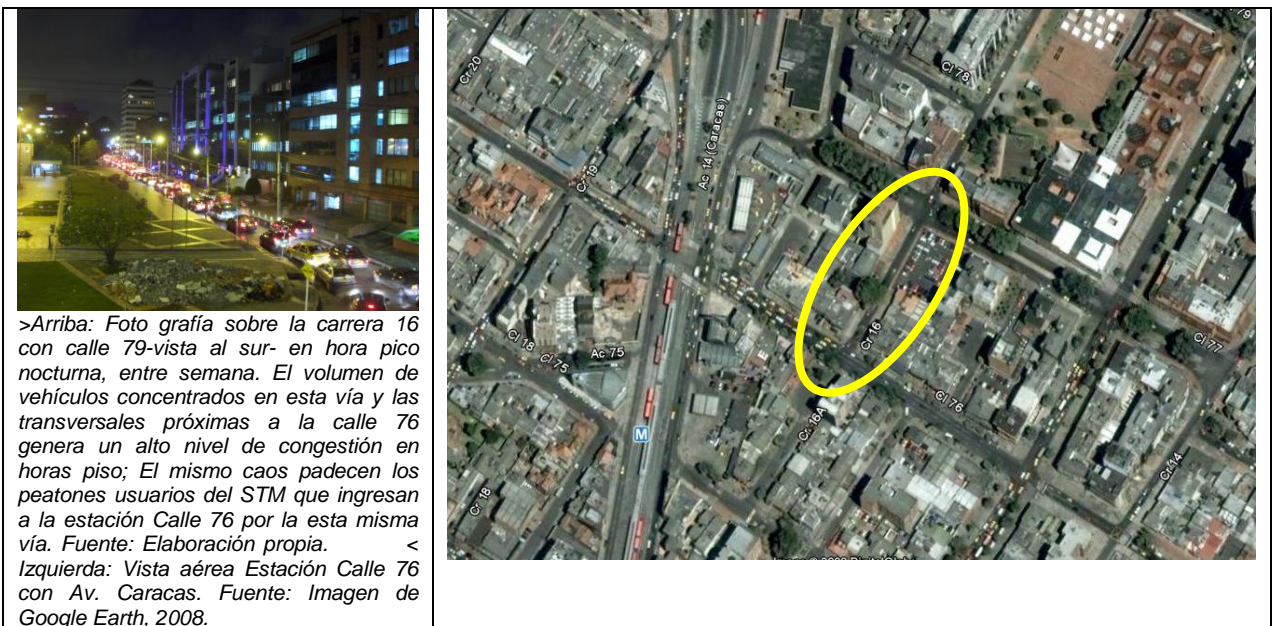 >Arriba: Foto grafía sobre la carrera 16
con calle 79-vista al sur- en hora pico
nocturna, entre semana. El volumen de
vehículos concentrados en esta vía y las
transversales próximas a la calle 76
genera un alto nivel de congestión en
horas piso; El mismo caos padecen los
peatones usuarios del STM que ingresan
a la estación Calle 76 por la esta misma
vía. Fuente: Elaboración propia. <
Izquierda: Vista aérea Estación Calle 76
con Av. Caracas. Fuente: Imagen de
Google Earth, 2008.
Cr 20
Cr 19
Ac 14 (Caracas)
Cl 78
79
Cl 18
Cl 75
Ac 75
Cr 16
Cl 77
Cl 76
Cr 16A
M
Cr 14
Cr 18